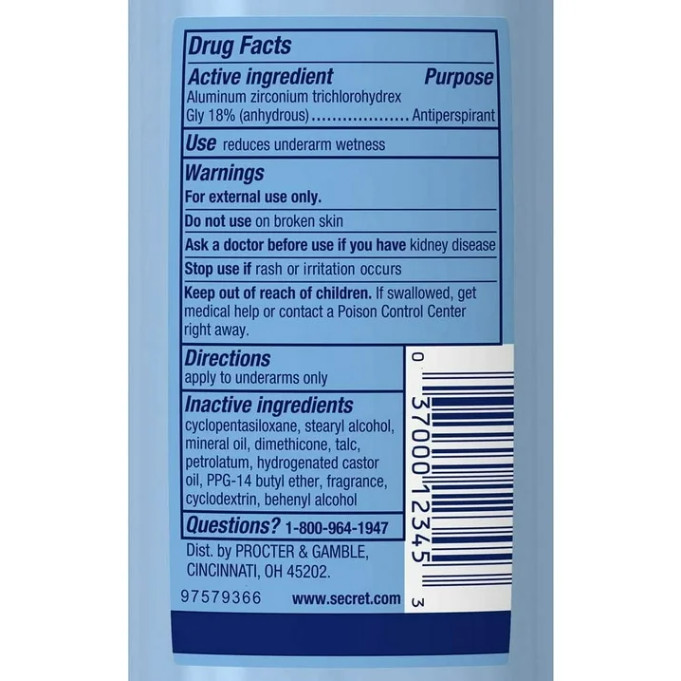 Drug Facts
Active ingredient Purpose
Aluminum zirconium trichlorohydrex
Gly 18% (anhydrous)................... Antiperspirant
Use reduces underarm wetness
Warnings
For external use only.
Do not use on broken skin
Ask a doctor before use if you have kidney disease
Stop use if rash or irritation occurs
Keep out of reach of children. If swallowed, get
medical help or contact a Poison Control Center
right away.
Directions
apply to underarms only
Inactive ingredients
cyclopentasiloxane, stearyl alcohol,
mineral oil, dimethicone, talc,
petrolatum, hydrogenated castor
oil, PPG-14 butyl ether, fragrance,
cyclodextrin, behenyl alcohol
Questions? 1-800-964-1947
Dist. by PROCTER & GAMBLE,
CINCINNATI, OH 45202.
97579366 www.secret.com
0 37000 12345 3